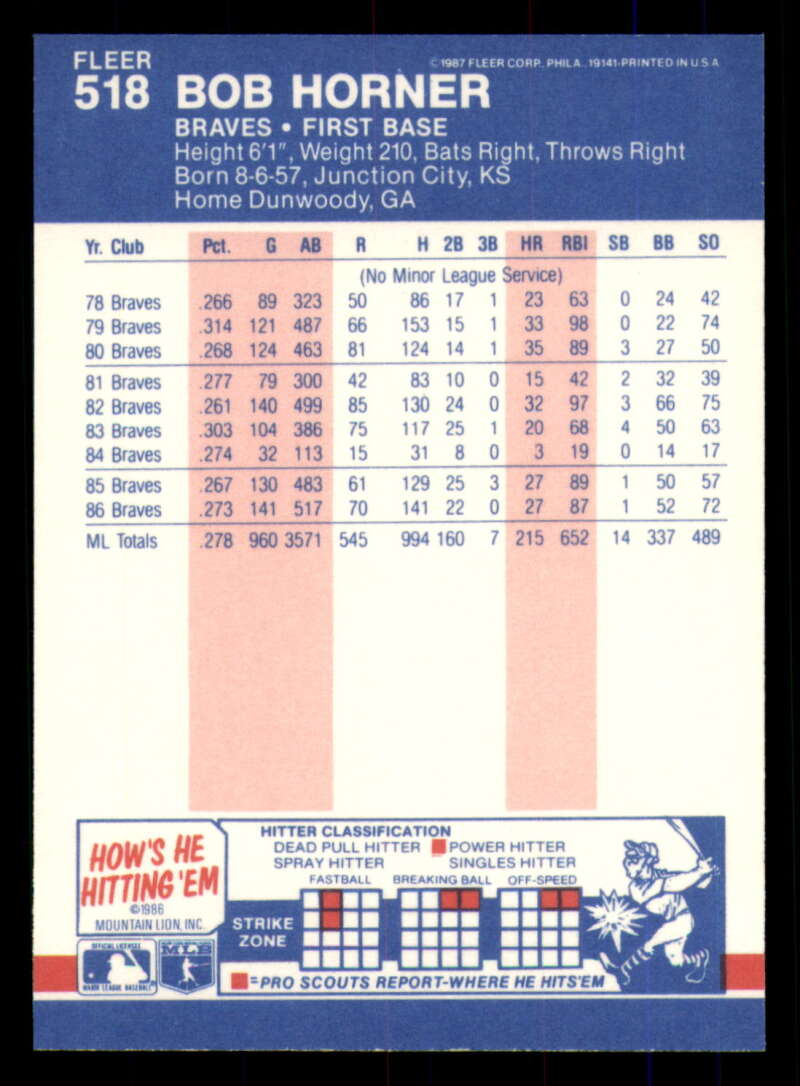 FLEER
©1987 FLEER CORP., PHILA., 19141-PRINTED IN U S A
518 BOB HORNER
BRAVES • FIRST BASE
Height 6'1", Weight 210, Bats Right, Throws Right
Born 8-6-57, Junction City, KS
Home Dunwoody, GA
Yr. Club Pct. G AB R H 2B 3B HR RBI SB BB SO
(No Minor League Service)
78 Braves .266 89 323 50 86 17 1 23 63 0 24 42
79 Braves .314 121 487 66 153 15 1 33 98 0 22 74
80 Braves .268 124 463 81 124 14 1 35 89 3 27 50
81 Braves .277 79 300 42 83 10 0 15 42 2 32 39
82 Braves .261 140 499 85 130 24 0 32 97 3 66 75
83 Braves .303 104 386 75 117 25 1 20 68 4 50 63
84 Braves .274 32 113 15 31 8 0 3 19 0 14 17
85 Braves .267 130 483 61 129 25 3 27 89 1 50 57
86 Braves .273 141 517 70 141 22 0 27 87 1 52 72
ML Totals .278 960 3571 545 994 160 7 215 652 14 337 489
HOW'S HE
HITTING 'EM
©1986
MOUNTAIN LION, INC.
HITTER CLASSIFICATION
DEAD PULL HITTER POWER HITTER
SPRAY HITTER SINGLES HITTER
FASTBALL BREAKING BALL OFF-SPEED
STRIKE
ZONE
=PRO SCOUTS REPORT-WHERE HE HITS'EM
OFFICIAL LICENSEE
MAJOR LEAGUE BASEBALL